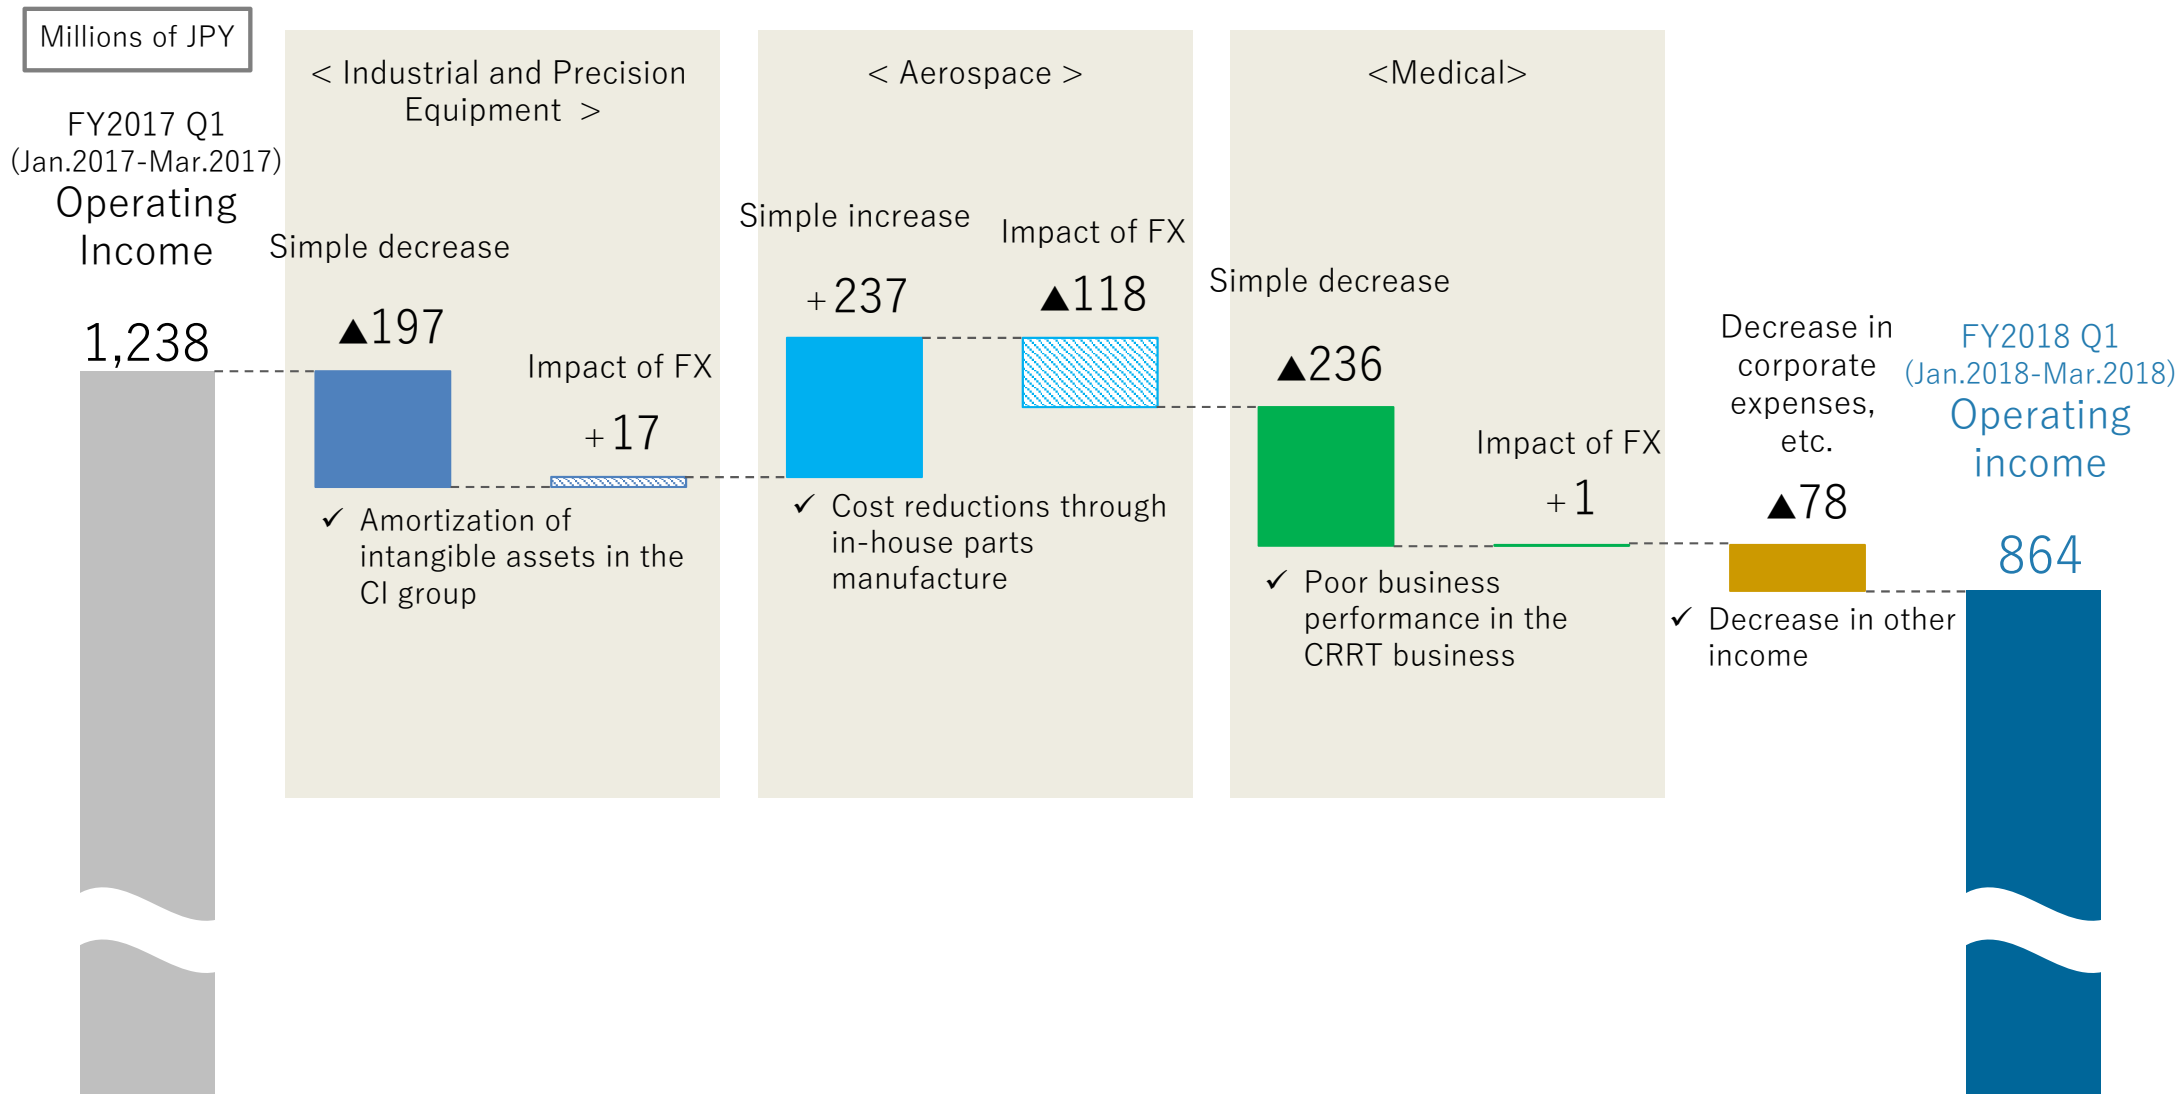 Millions of JPY
FY2017 Q1
(Jan.2017-Mar.2017)
Operating
Income
1,238
< Industrial and Precision
Equipment >
Simple decrease
▲197
Impact of FX
+17
✓ Amortization of
intangible assets in the
CI group
< Aerospace >
Simple increase
+237
Impact of FX
▲118
✓ Cost reductions through
in-house parts
manufacture
<Medical>
Simple decrease
▲236
Impact of FX
+1
✓ Poor business
performance in the
CRRT business
Decrease in
corporate
expenses,
etc.
▲78
✓ Decrease in other
income
FY2018 Q1
(Jan.2018-Mar.2018)
Operating
income
864